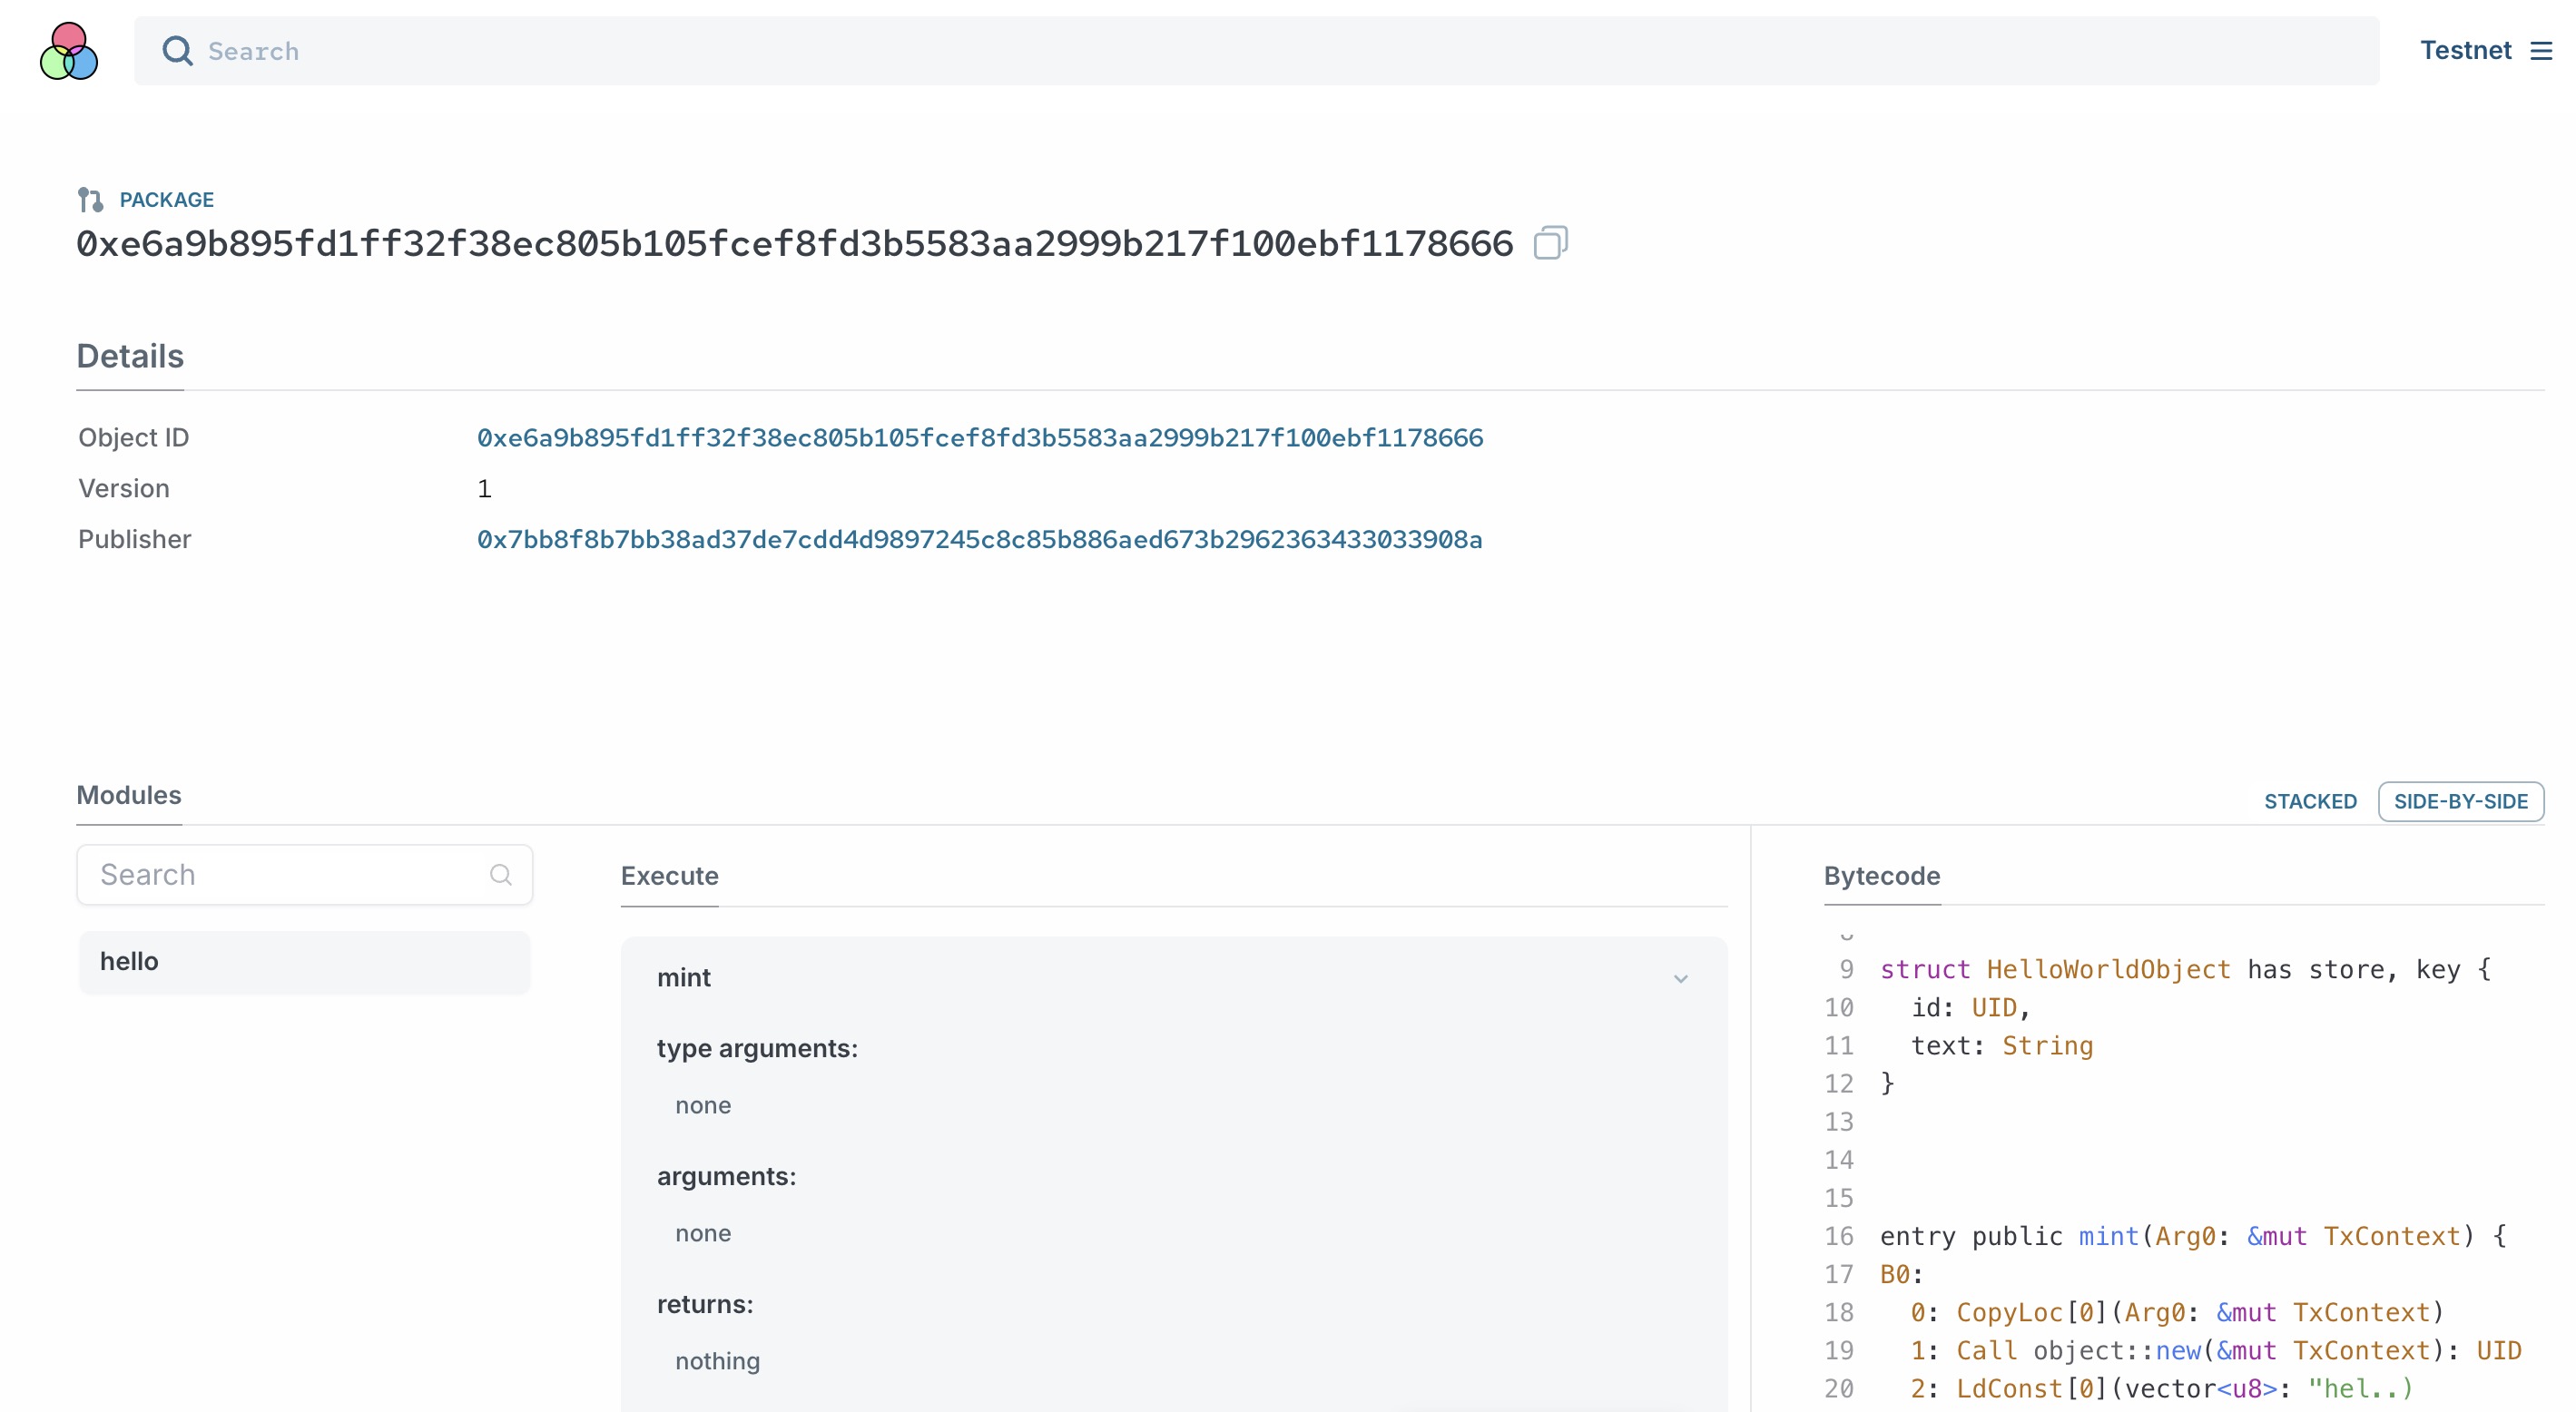 Search
Testnet
PACKAGE
0xe6a9b895fd1ff32f38ec805b105fcef8fd3b5583aa2999b217f100ebf1178666
Details
Object ID 0xe6a9b895fd1ff32f38ec805b105fcef8fd3b5583aa2999b217f100ebf1178666
Version 1
Publisher 0x7bb8f8b7bb38ad37de7cdd4d9897245c8c85b886aed673b2962363433033908a
Modules
STACKED SIDE-BY-SIDE
Search
hello
Execute
mint
type arguments:
none
arguments:
none
returns:
nothing
Bytecode
9 struct HelloWorldObject has store, key {
10   id: UID,
11   text: String
12 }
13
14
15
16 entry public mint(Arg0: &mut TxContext) {
17 B0:
18   0: CopyLoc[0](Arg0: &mut TxContext)
19   1: Call object::new(&mut TxContext): UID
20   2: LdConst[0](vector<u8>: "hel..)